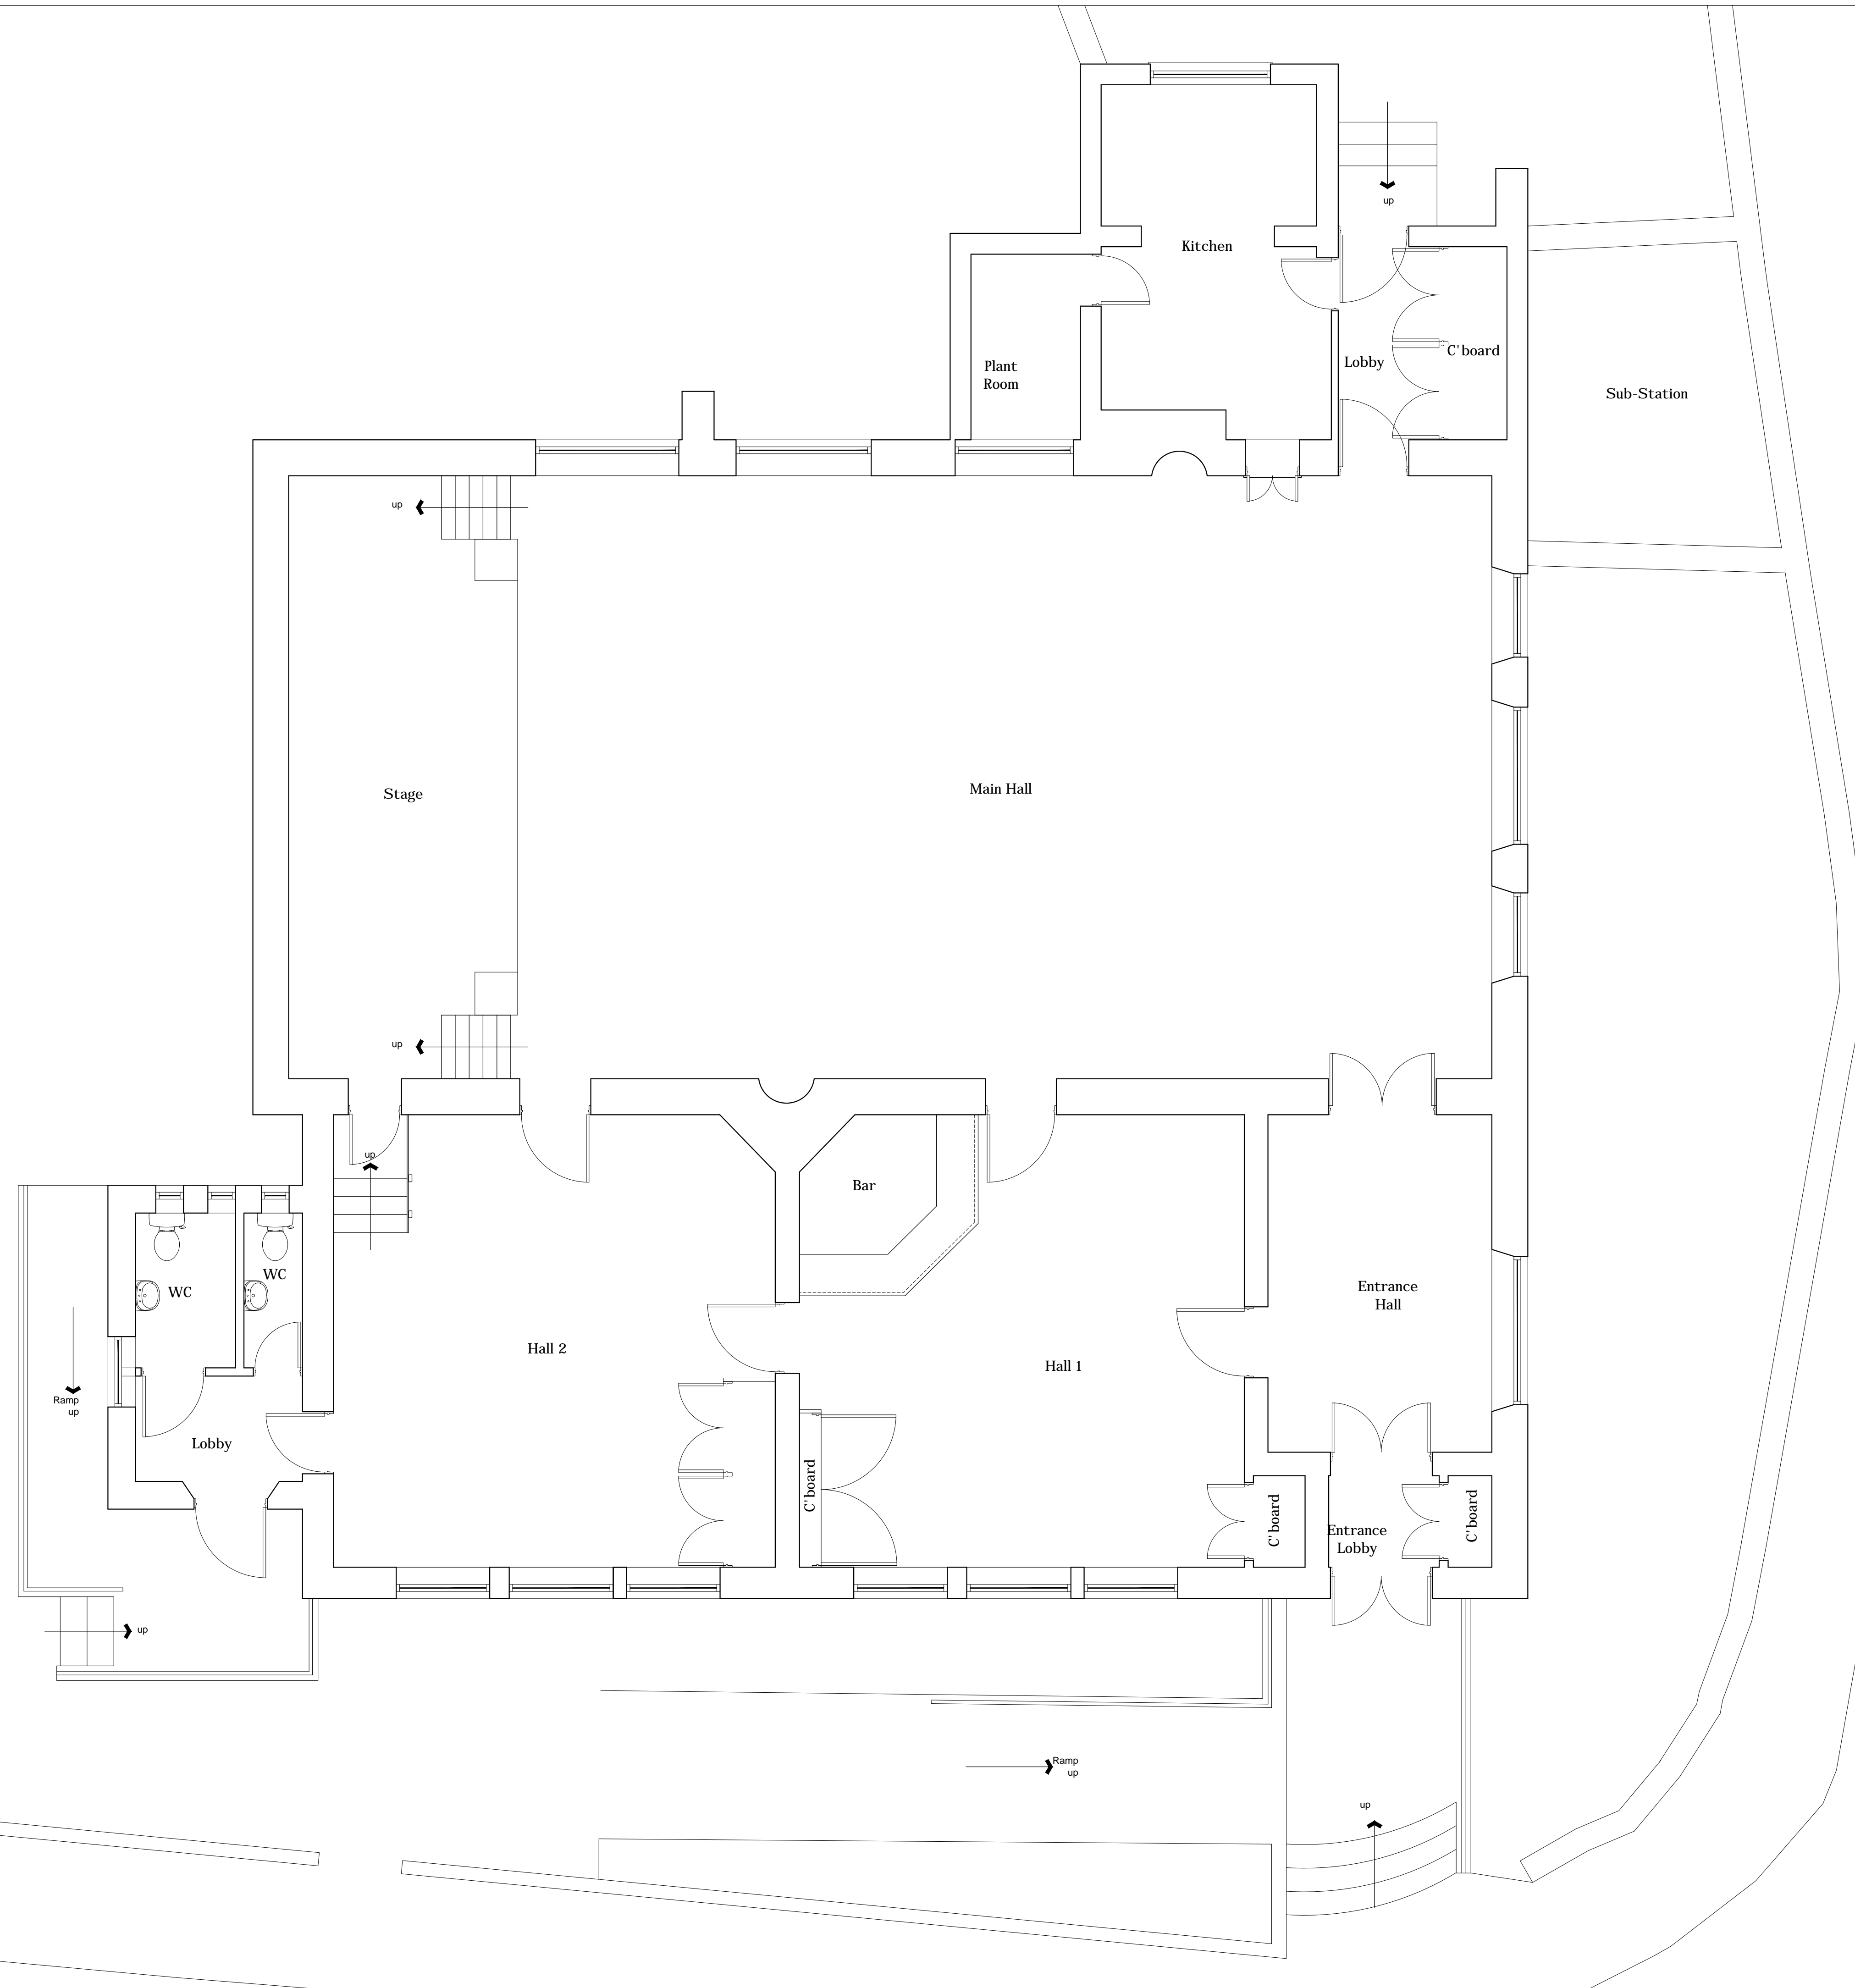 up
Kitchen
Lobby
C'board
Plant
Room
Sub-Station
up
Stage
Main Hall
up
up
Bar
WC
WC
Entrance
Hall
Hall 2
Hall 1
Ramp
up
Lobby
C'board
C'board
C'board
Entrance
Lobby
up
Ramp
up
up